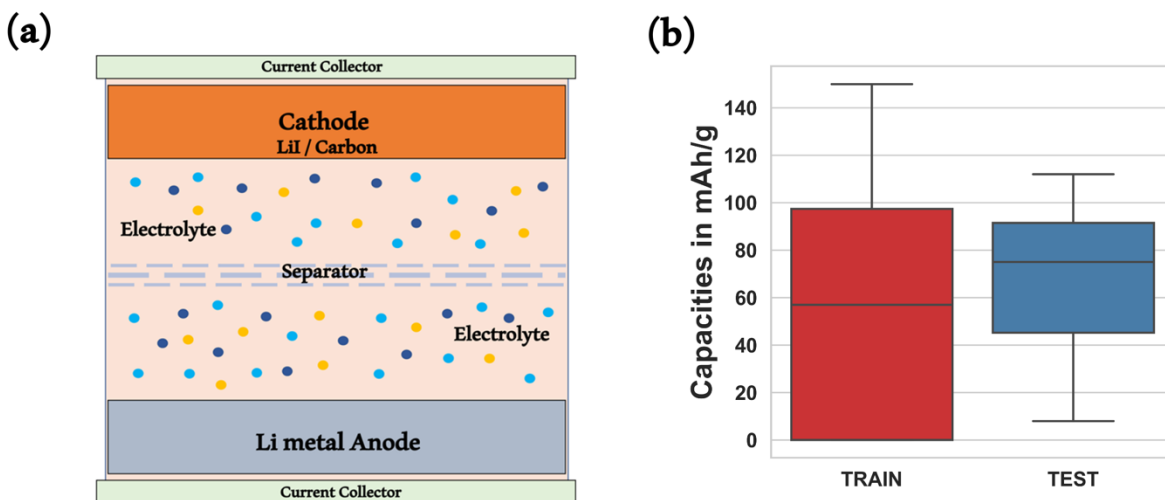 (a)
Current Collector
Cathode
LiI / Carbon
Electrolyte
Separator
Electrolyte
Li metal Anode
Current Collector
(b)
Capacities in mAh/g
140
120
100
80
60
40
20
0
TRAIN
TEST